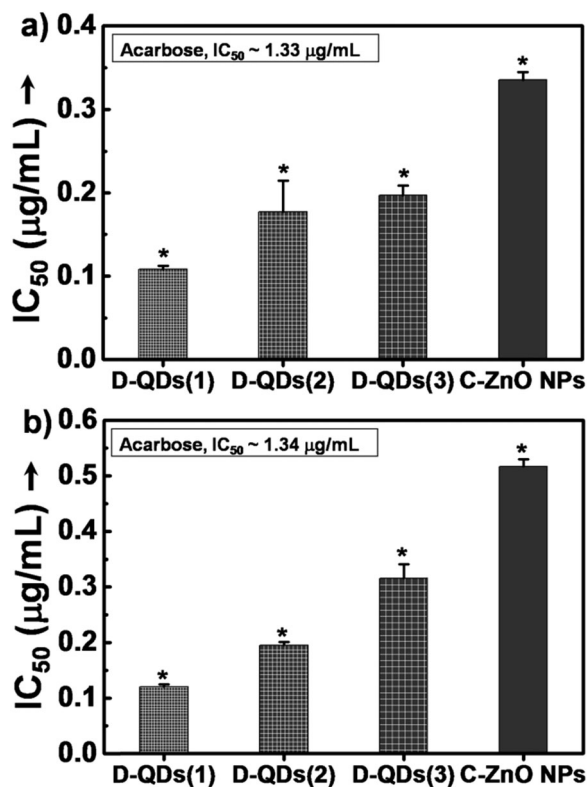 a)
Acarbose, IC50 ~ 1.33 μg/mL
IC50 (μg/mL) →
0.4
0.3
0.2
0.1
0.0
*
*
*
*
D-QDs(1) D-QDs(2) D-QDs(3) C-ZnO NPs
b)
Acarbose, IC50 ~ 1.34 μg/mL
IC50 (μg/mL) →
0.6
0.5
0.4
0.3
0.2
0.1
0.0
*
*
*
*
D-QDs(1) D-QDs(2) D-QDs(3) C-ZnO NPs